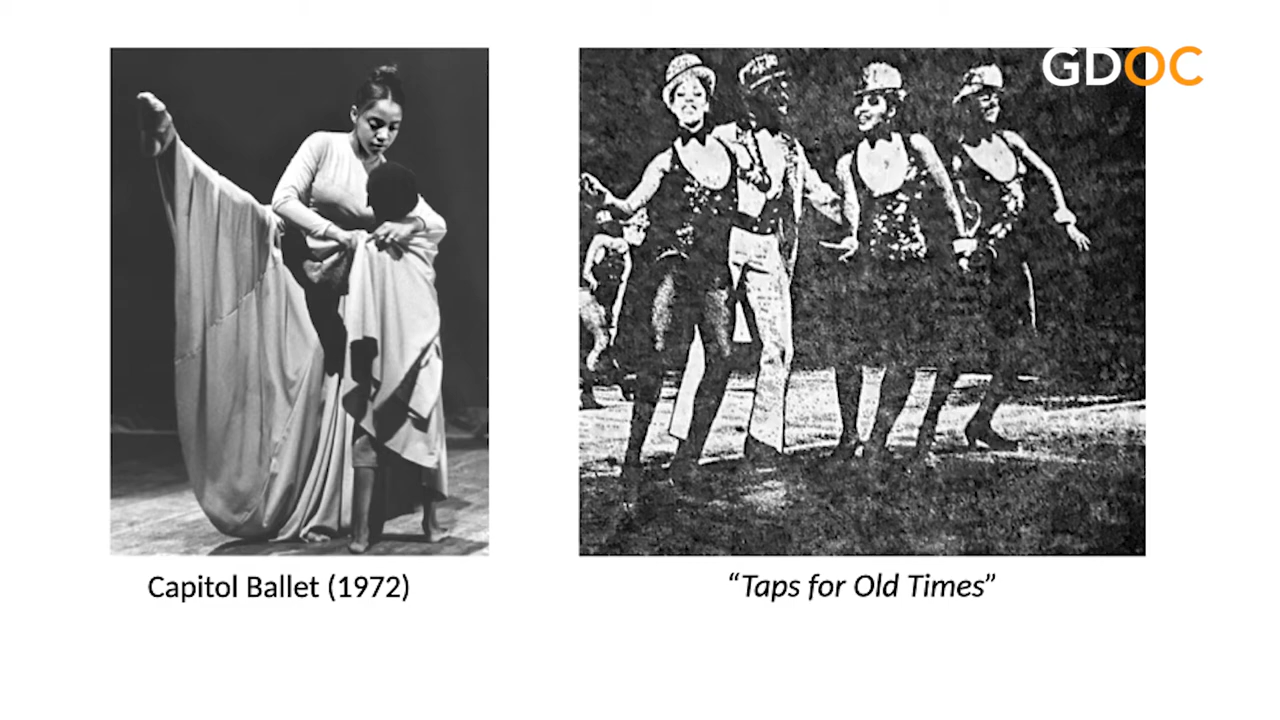 GDOC
Capitol Ballet (1972)
“Taps for Old Times”